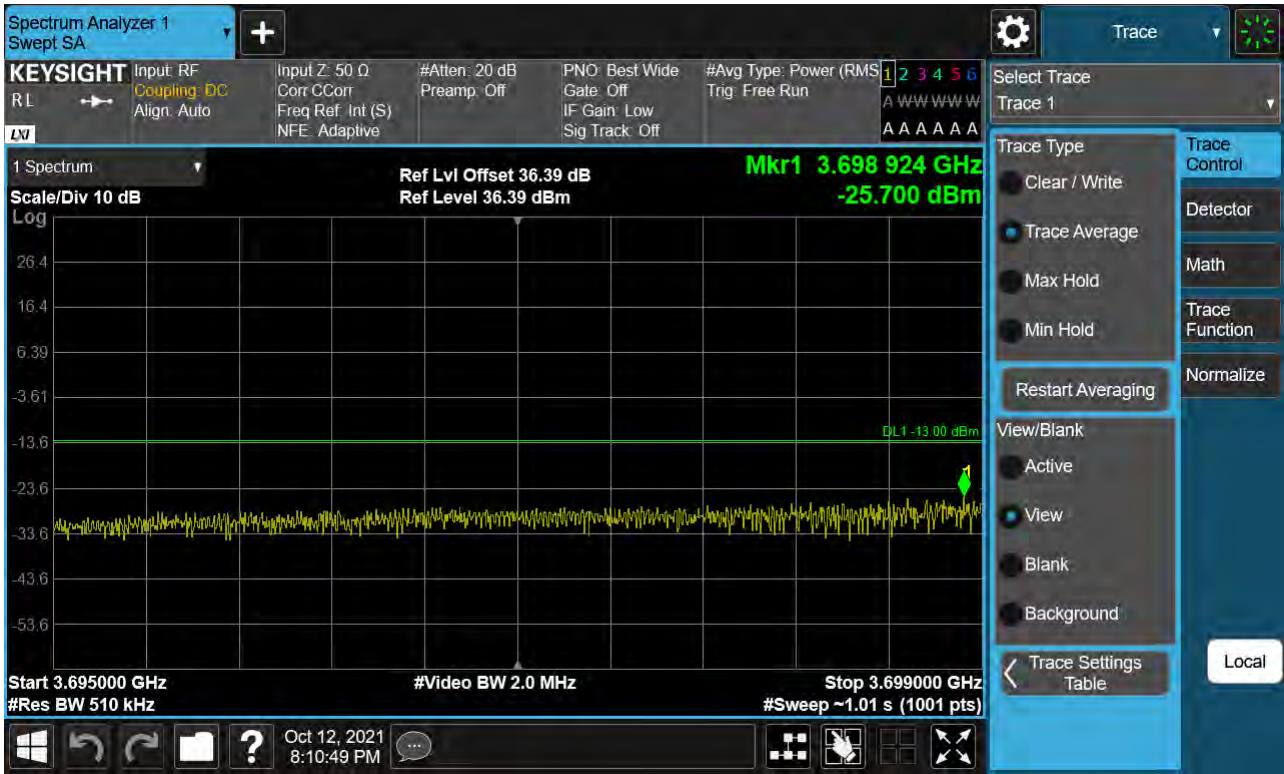 Spectrum Analyzer 1
Swept SA
Trace
KEYSIGHT
RL
LXI
Input: RF
Coupling: DC
Align: Auto
Input Z: 50 Ω
Corr CCorr
Freq Ref: Int (S)
NFE: Adaptive
#Atten: 20 dB
Preamp: Off
PNO: Best Wide
Gate: Off
IF Gain: Low
Sig Track: Off
#Avg Type: Power (RMS
Trig: Free Run
1 2 3 4 5 6
A W W W W W
A A A A A A
Select Trace
Trace 1
1 Spectrum
Scale/Div 10 dB
Ref Lvl Offset 36.39 dB
Ref Level 36.39 dBm
Mkr1 3.698 924 GHz
-25.700 dBm
Log
26.4
16.4
6.39
-3.61
-13.6
-23.6
-33.6
-43.6
-53.6
DL1 -13.00 dBm
1
Start 3.695000 GHz
#Res BW 510 kHz
#Video BW 2.0 MHz
Stop 3.699000 GHz
#Sweep ~1.01 s (1001 pts)
Trace Type
Clear / Write
Trace Average
Max Hold
Min Hold
Restart Averaging
View/Blank
Active
View
Blank
Background
Trace Settings
Table
Trace
Control
Detector
Math
Trace
Function
Normalize
Local
?
Oct 12, 2021
8:10:49 PM